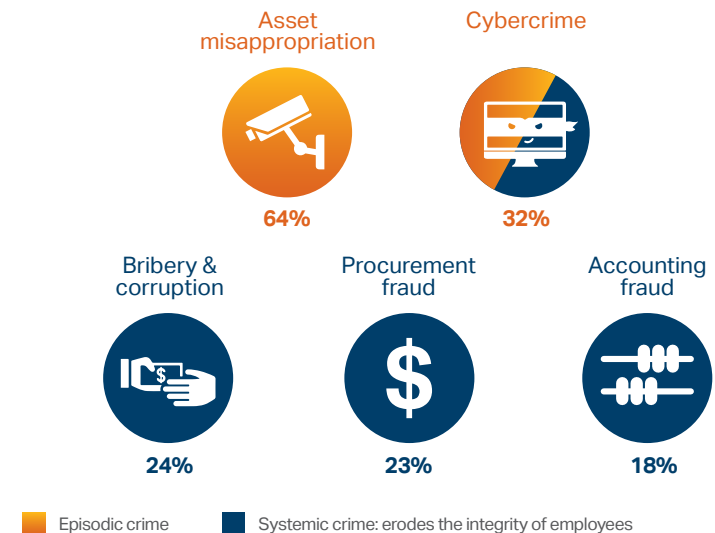 Asset
misappropriation
Cybercrime
64%
32%
Bribery &
corruption
Procurement
fraud
Accounting
fraud
$
$
24%
23%
18%
Episodic crime
Systemic crime: erodes the integrity of employees